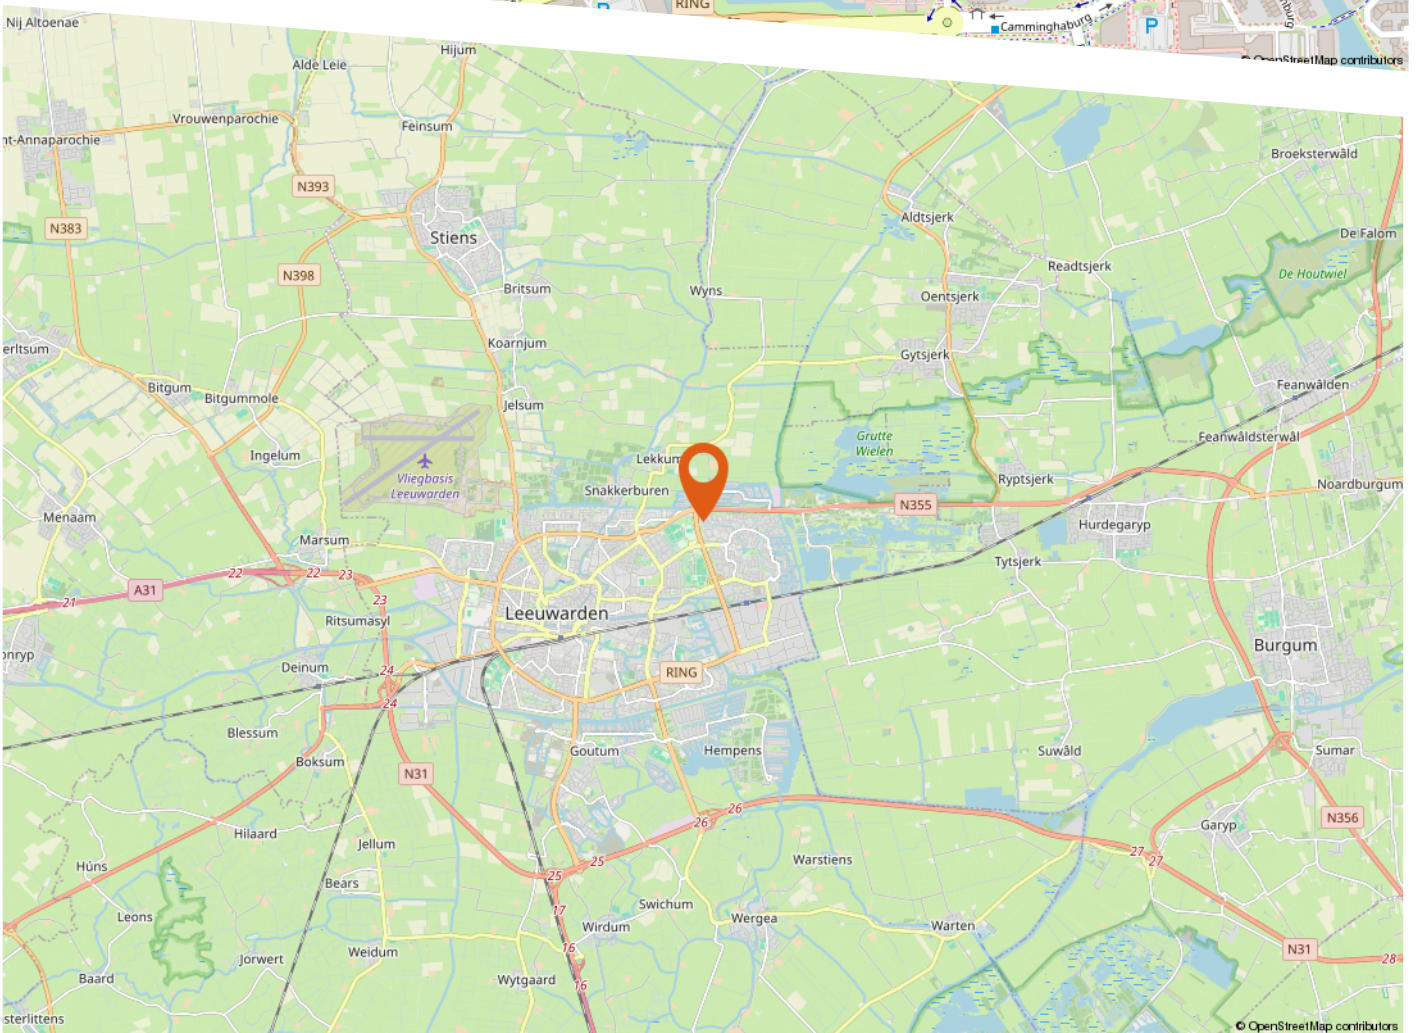 RING
P
Camminghaburg
P
© OpenStreetMap contributors
Nij Altoenae
Hijum
Alde Leie
Vrouwenparochie
Feinsum
nt-Annaparochie
Broeksterwâld
N393
Aldtsjerk
N383
Stiens
De Falom
Readtsjerk
N398
De Houtwiel
Britsum
Wyns
Oentsjerk
Koarnjum
erltsum
Gytsjerk
Bitgum
Feanwâlden
Bitgummole
Jelsum
Grutte
Wielen
Feanwâldsterwâl
Ingelum
Lekkum
Vliegbasis
Leeuwarden
Snakkerburen
Ryptsjerk
Noardburgum
N355
Menaam
Hurdegaryp
Marsum
Tytsjerk
22
22
23
A31
21
23
Leeuwarden
Ritsumasyl
Burgum
onryp
Deinum
24
RING
24
Blessum
Goutum
Hempens
Suwâld
Sumar
Boksum
N31
26
26
N356
Garyp
Hilaard
Jellum
27
27
Warstiens
25
Húns
25
Bears
Swichum
17
Leons
Wirdum
Wergea
Warten
16
N31
Weidum
Jorwert
28
Baard
Wytgaard
16
sterlittens
© OpenStreetMap contributors